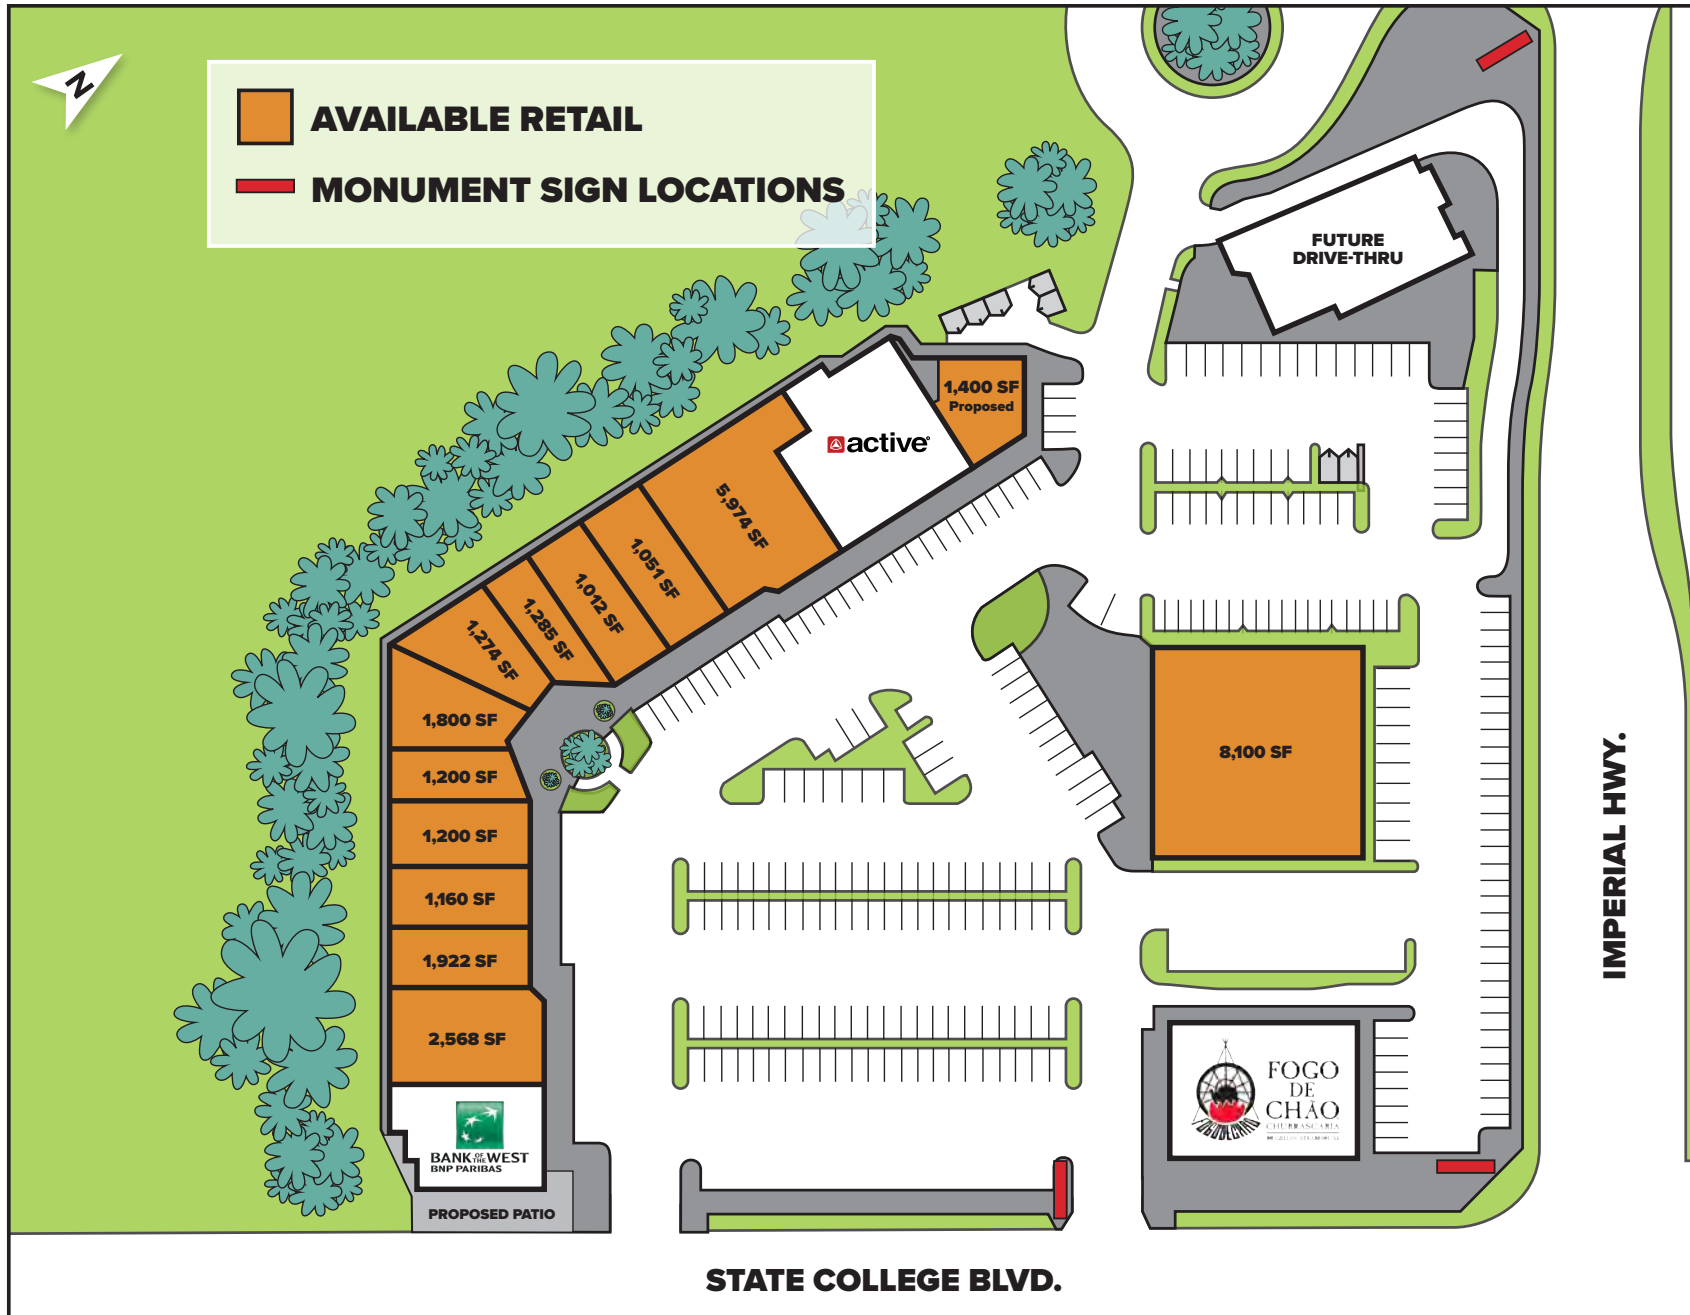 N
AVAILABLE RETAIL
MONUMENT SIGN LOCATIONS
FUTURE
DRIVE-THRU
1,400 SF
Proposed
active
5,974 SF
1,051 SF
1,012 SF
1,285 SF
1,274 SF
1,800 SF
1,200 SF
1,200 SF
1,160 SF
1,922 SF
2,568 SF
BANK OF THE WEST
BNP PARIBAS
PROPOSED PATIO
8,100 SF
IMPERIAL HWY.
FOGO
DE
CHÃO
CHURRASCARIA
FOGO DE CHÃO
STATE COLLEGE BLVD.